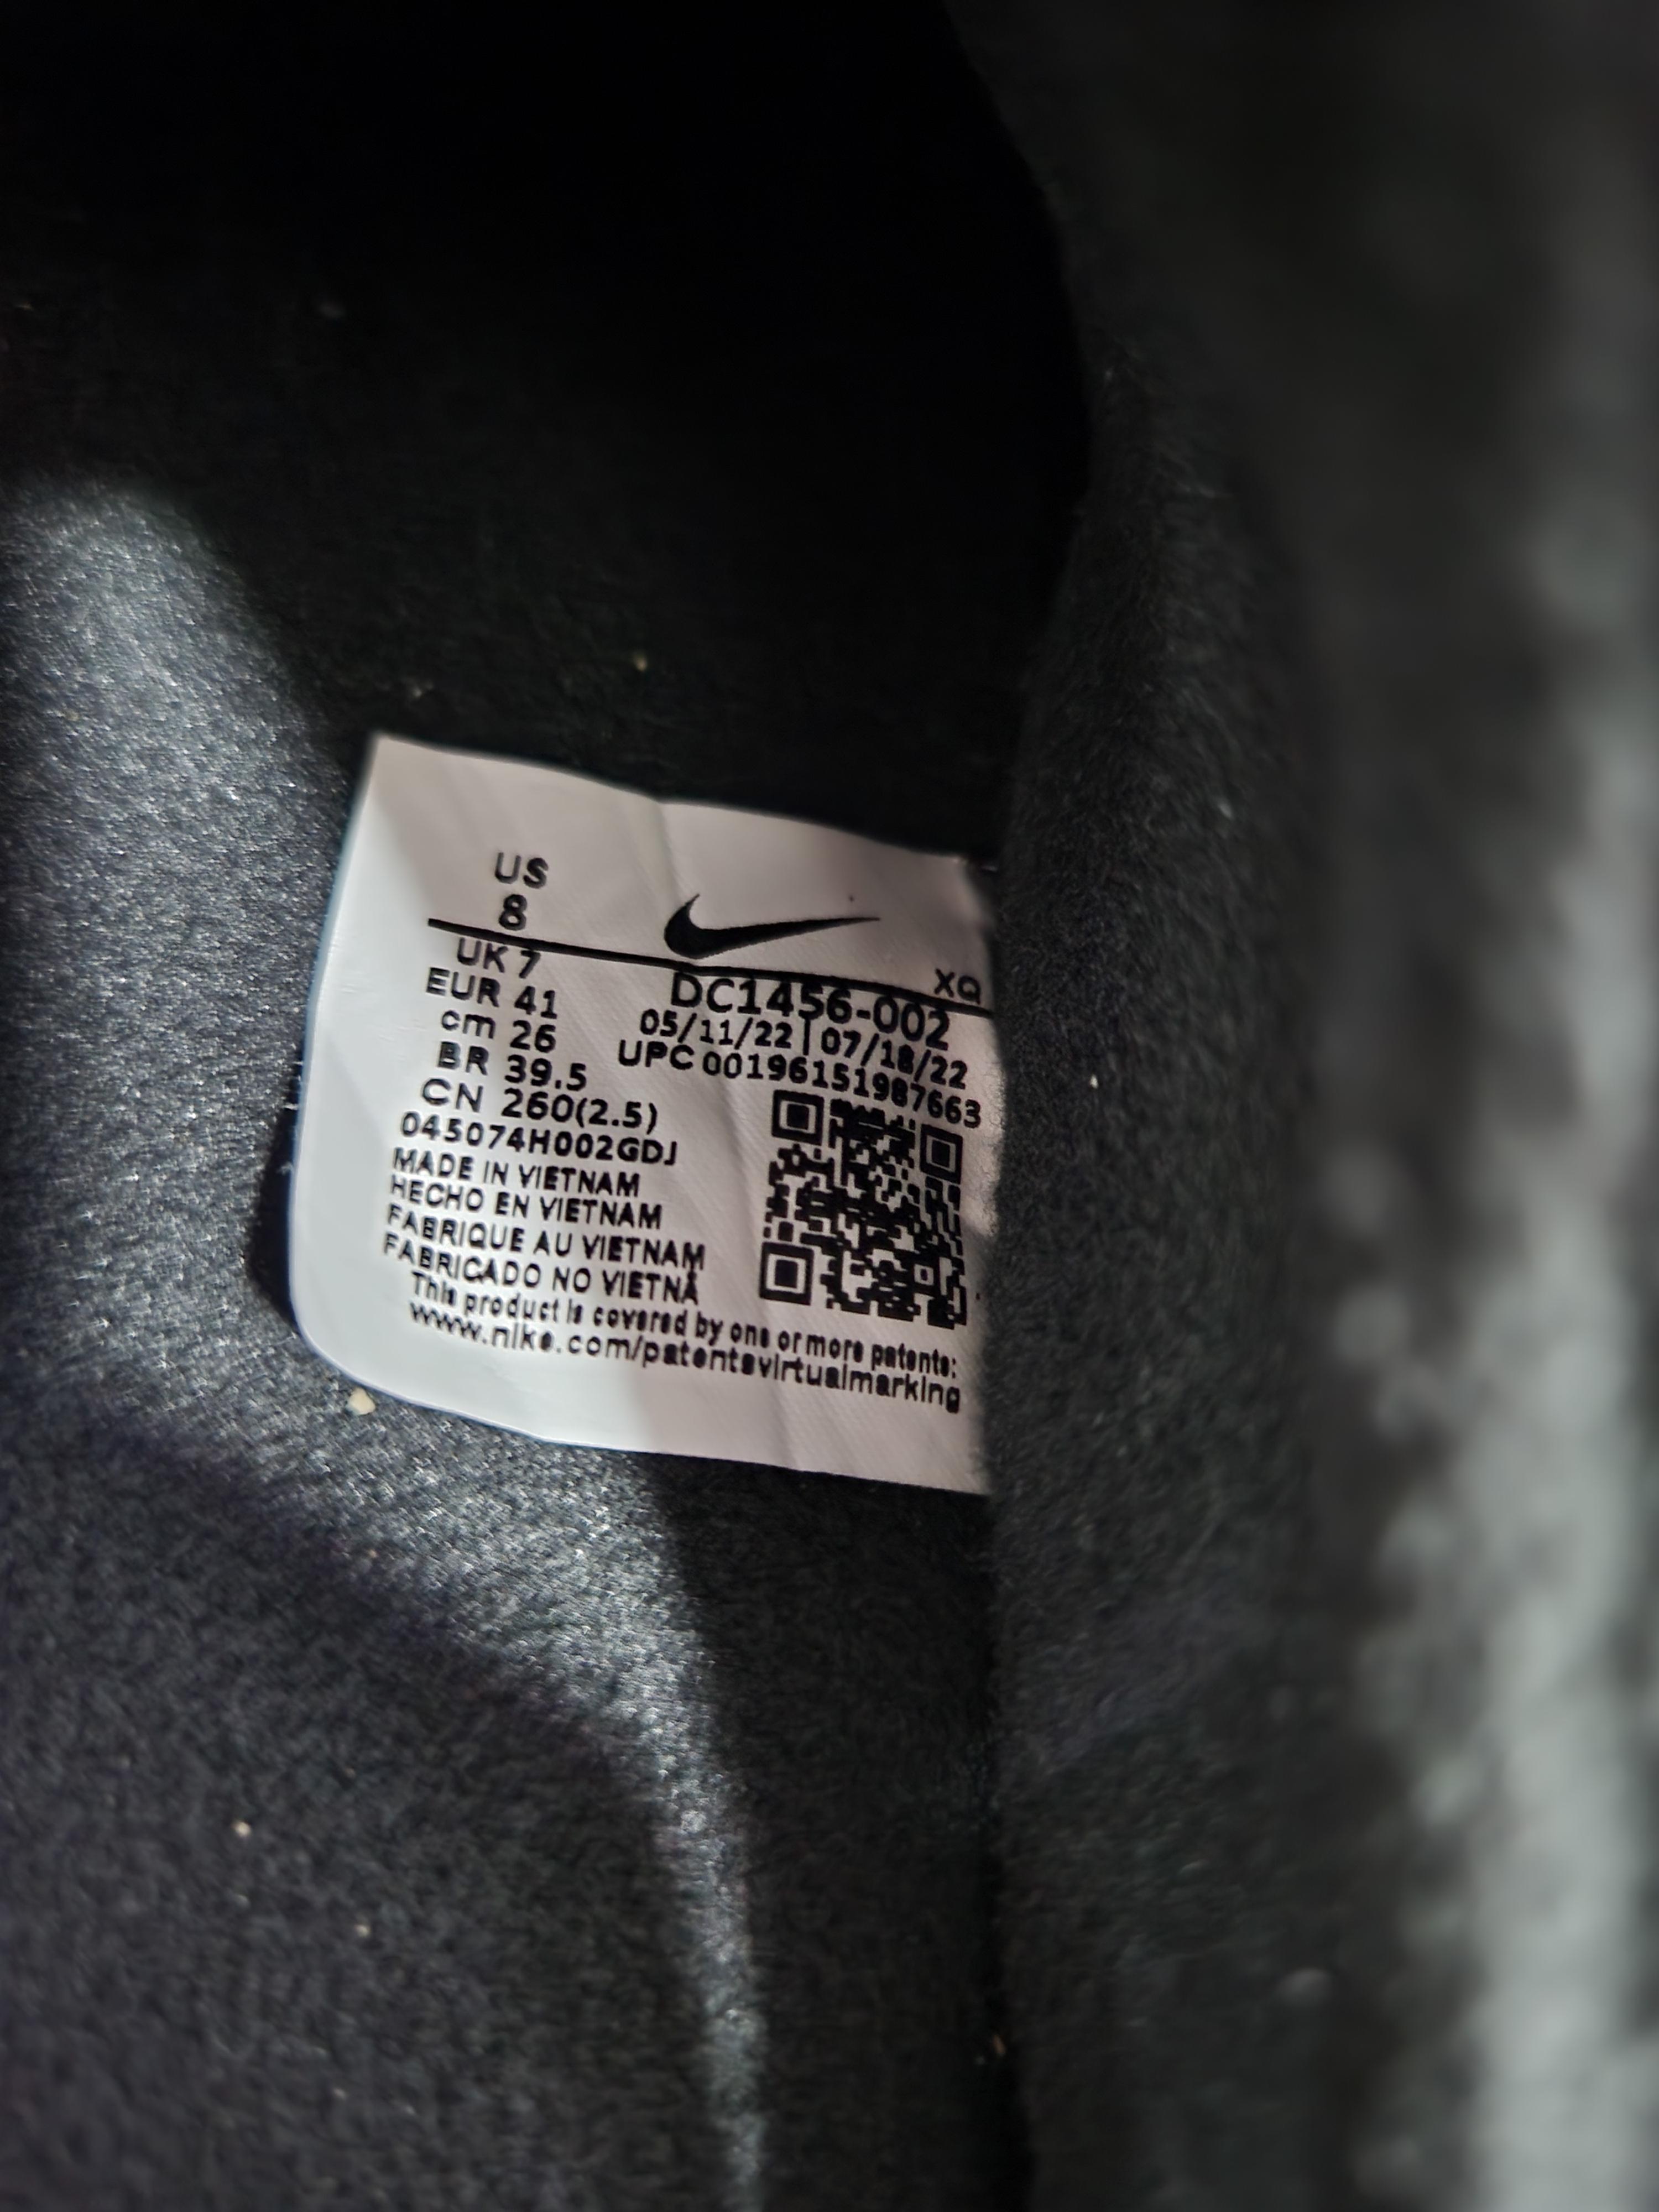 US
8
XQ
UK 7
DC1456-002
EUR 41
05/11/22 | 07/18/22
cm 26
UPC 00196151987663
BR 39.5
CN 260(2.5)
045074H002GDJ
MADE IN VIETNAM
HECHO EN VIETNAM
FABRIQUE AU VIETNAM
FABRICADO NO VIETNÃ
This product is covered by one or more patents:
www.nike.com/patentsvirtualmarking